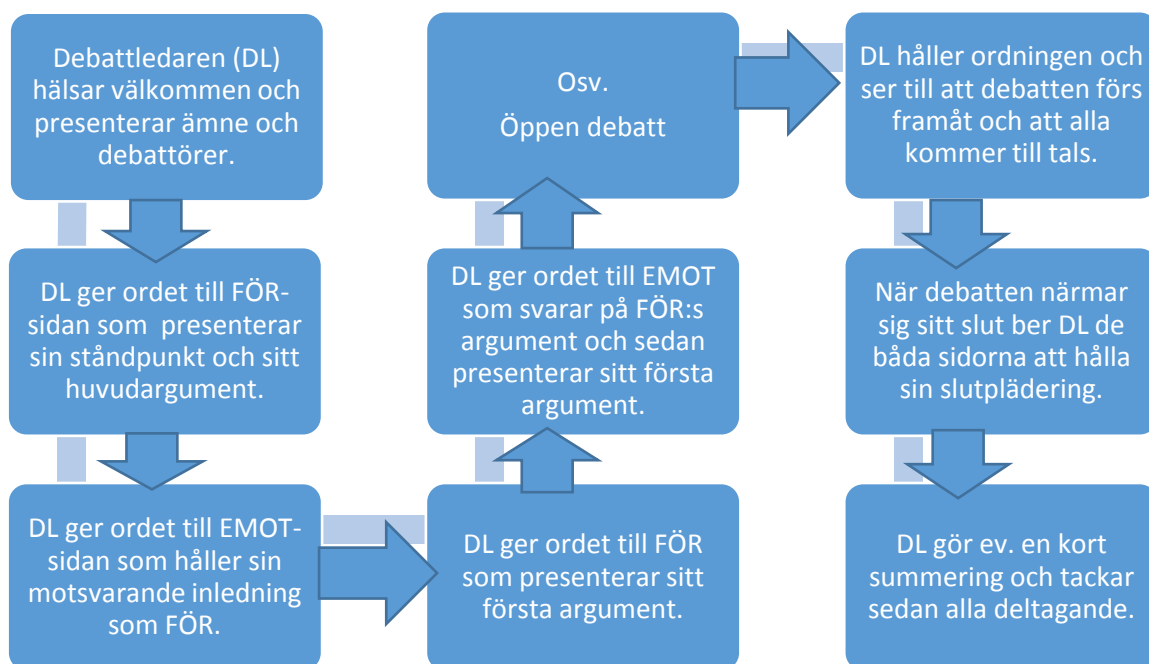 Debattledaren (DL)
hälsar välkommen och
presenterar ämne och
debattörer.
DL ger ordet till FÖR-
sidan som  presenterar
sin ståndpunkt och sitt
huvudargument.
DL ger ordet till EMOT-
sidan som håller sin
motsvarande inledning
som FÖR.
DL ger ordet till FÖR
som presenterar sitt
första argument.
DL ger ordet till EMOT
som svarar på FÖR:s
argument och sedan
presenterar sitt första
argument.
Osv.
Öppen debatt
DL håller ordningen och
ser till att debatten förs
framåt och att alla
kommer till tals.
När debatten närmar
sig sitt slut ber DL de
båda sidorna att hålla
sin slutplädering.
DL gör ev. en kort
summering och tackar
sedan alla deltagande.